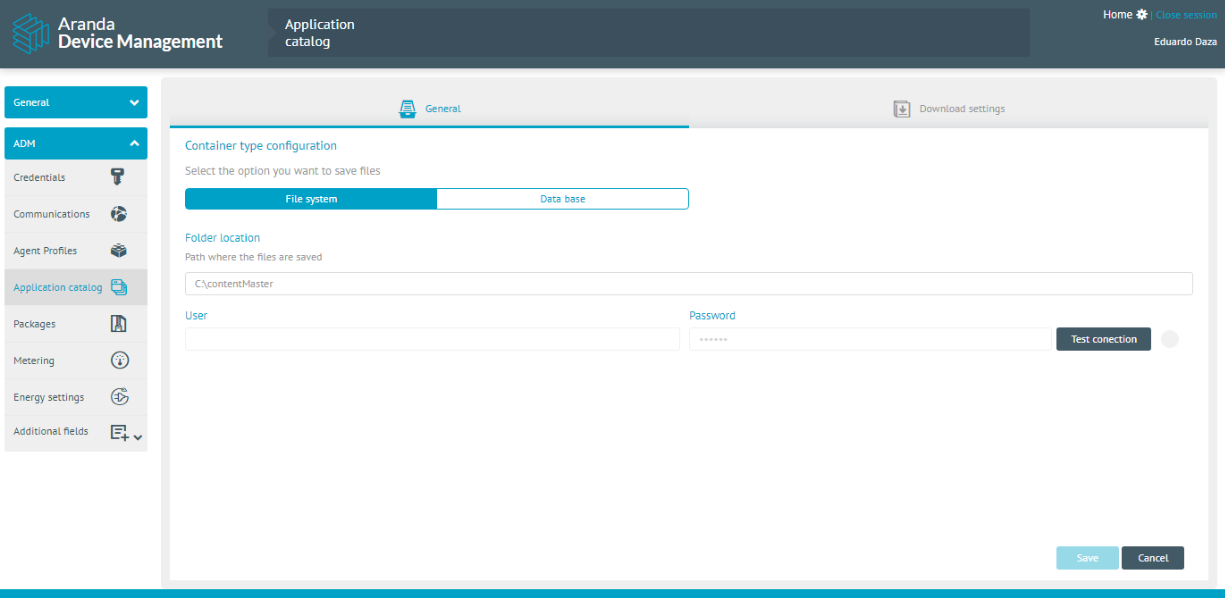 Aranda
Device Management
Application
catalog
Home | Close session
Eduardo Daza
General
ADM
Credentials
Communications
Agent Profiles
Application catalog
Packages
Metering
Energy settings
Additional fields
General
Download settings
Container type configuration
Select the option you want to save files
File system
Data base
Folder location
Path where the files are saved
C:\contentMaster
User
Password
******
Test conection
Save
Cancel